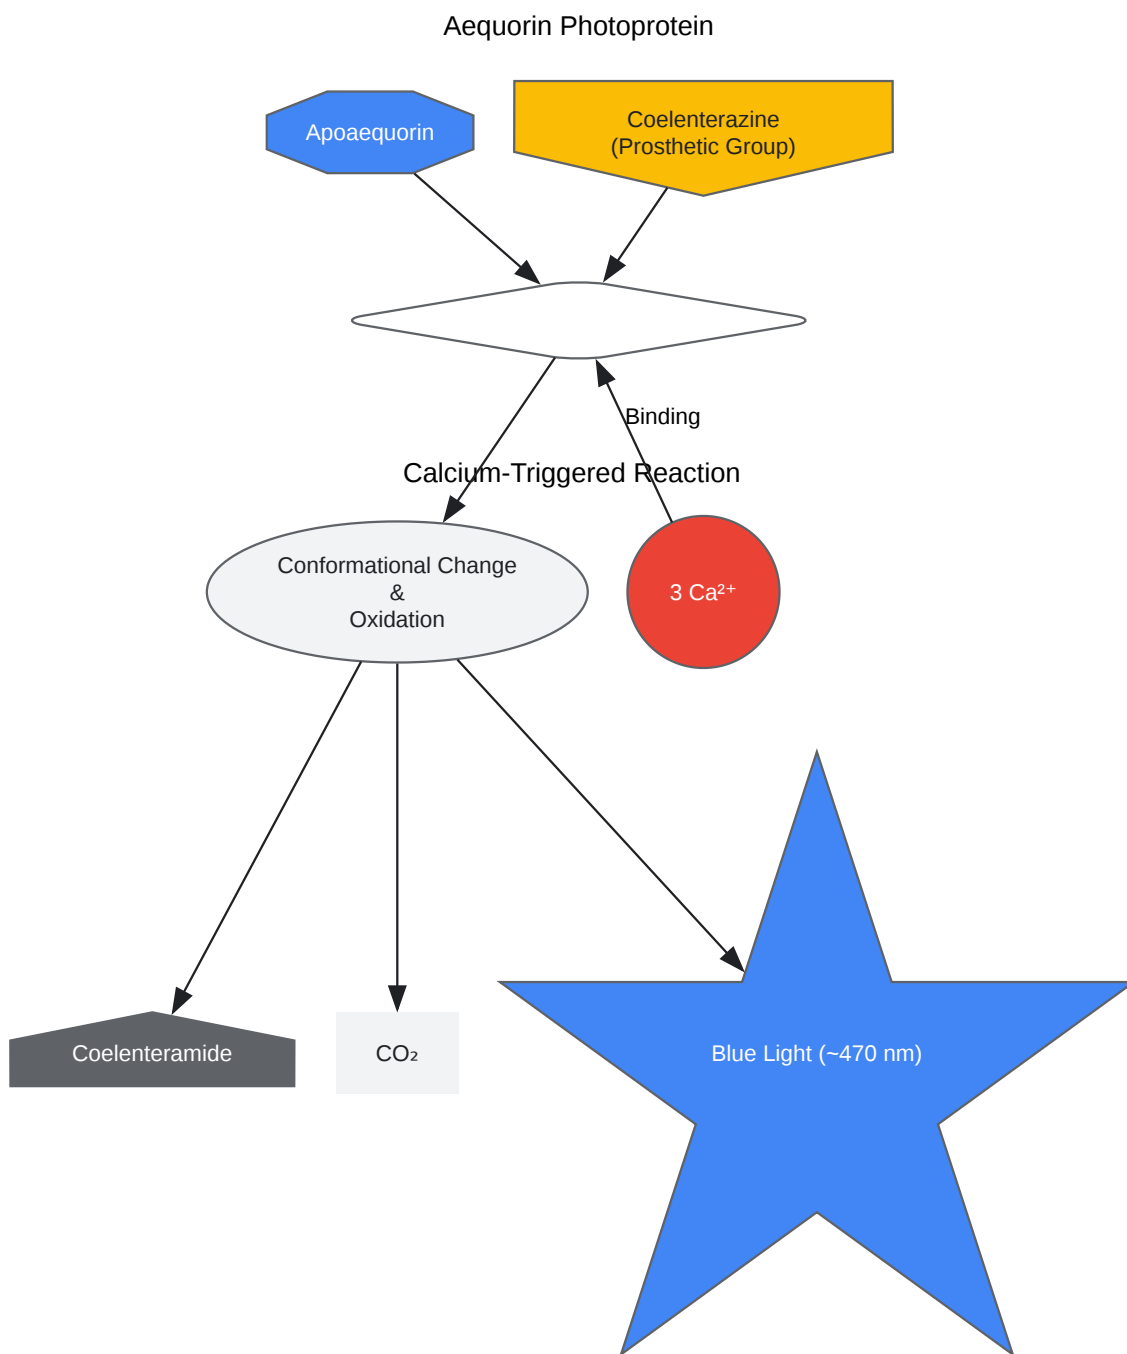 Aequorin Photoprotein
Apoaequorin
Coelenterazine
(Prosthetic Group)
Binding
Calcium-Triggered Reaction
Conformational Change
&
Oxidation
3 Ca²⁺
Coelenteramide
CO₂
Blue Light (~470 nm)